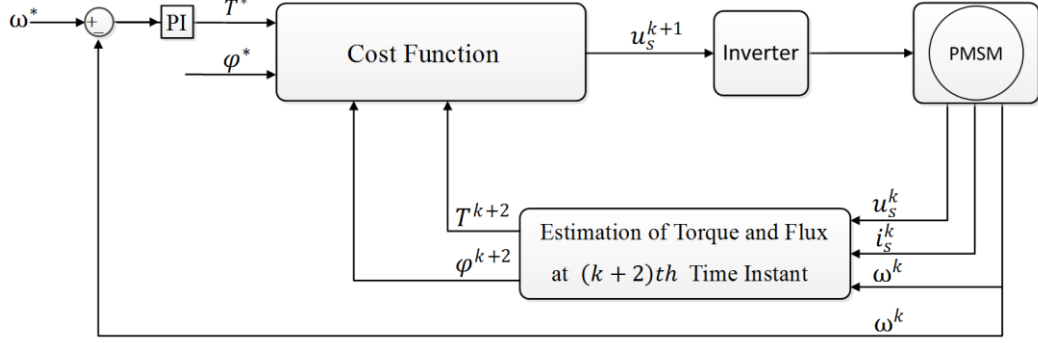 ω*
+
−
PI
T*
φ*
Cost Function
u_s^{k+1}
Inverter
PMSM
u_s^k
i_s^k
ω^k
T^{k+2}
φ^{k+2}
Estimation of Torque and Flux
at (k + 2)th Time Instant
ω^k